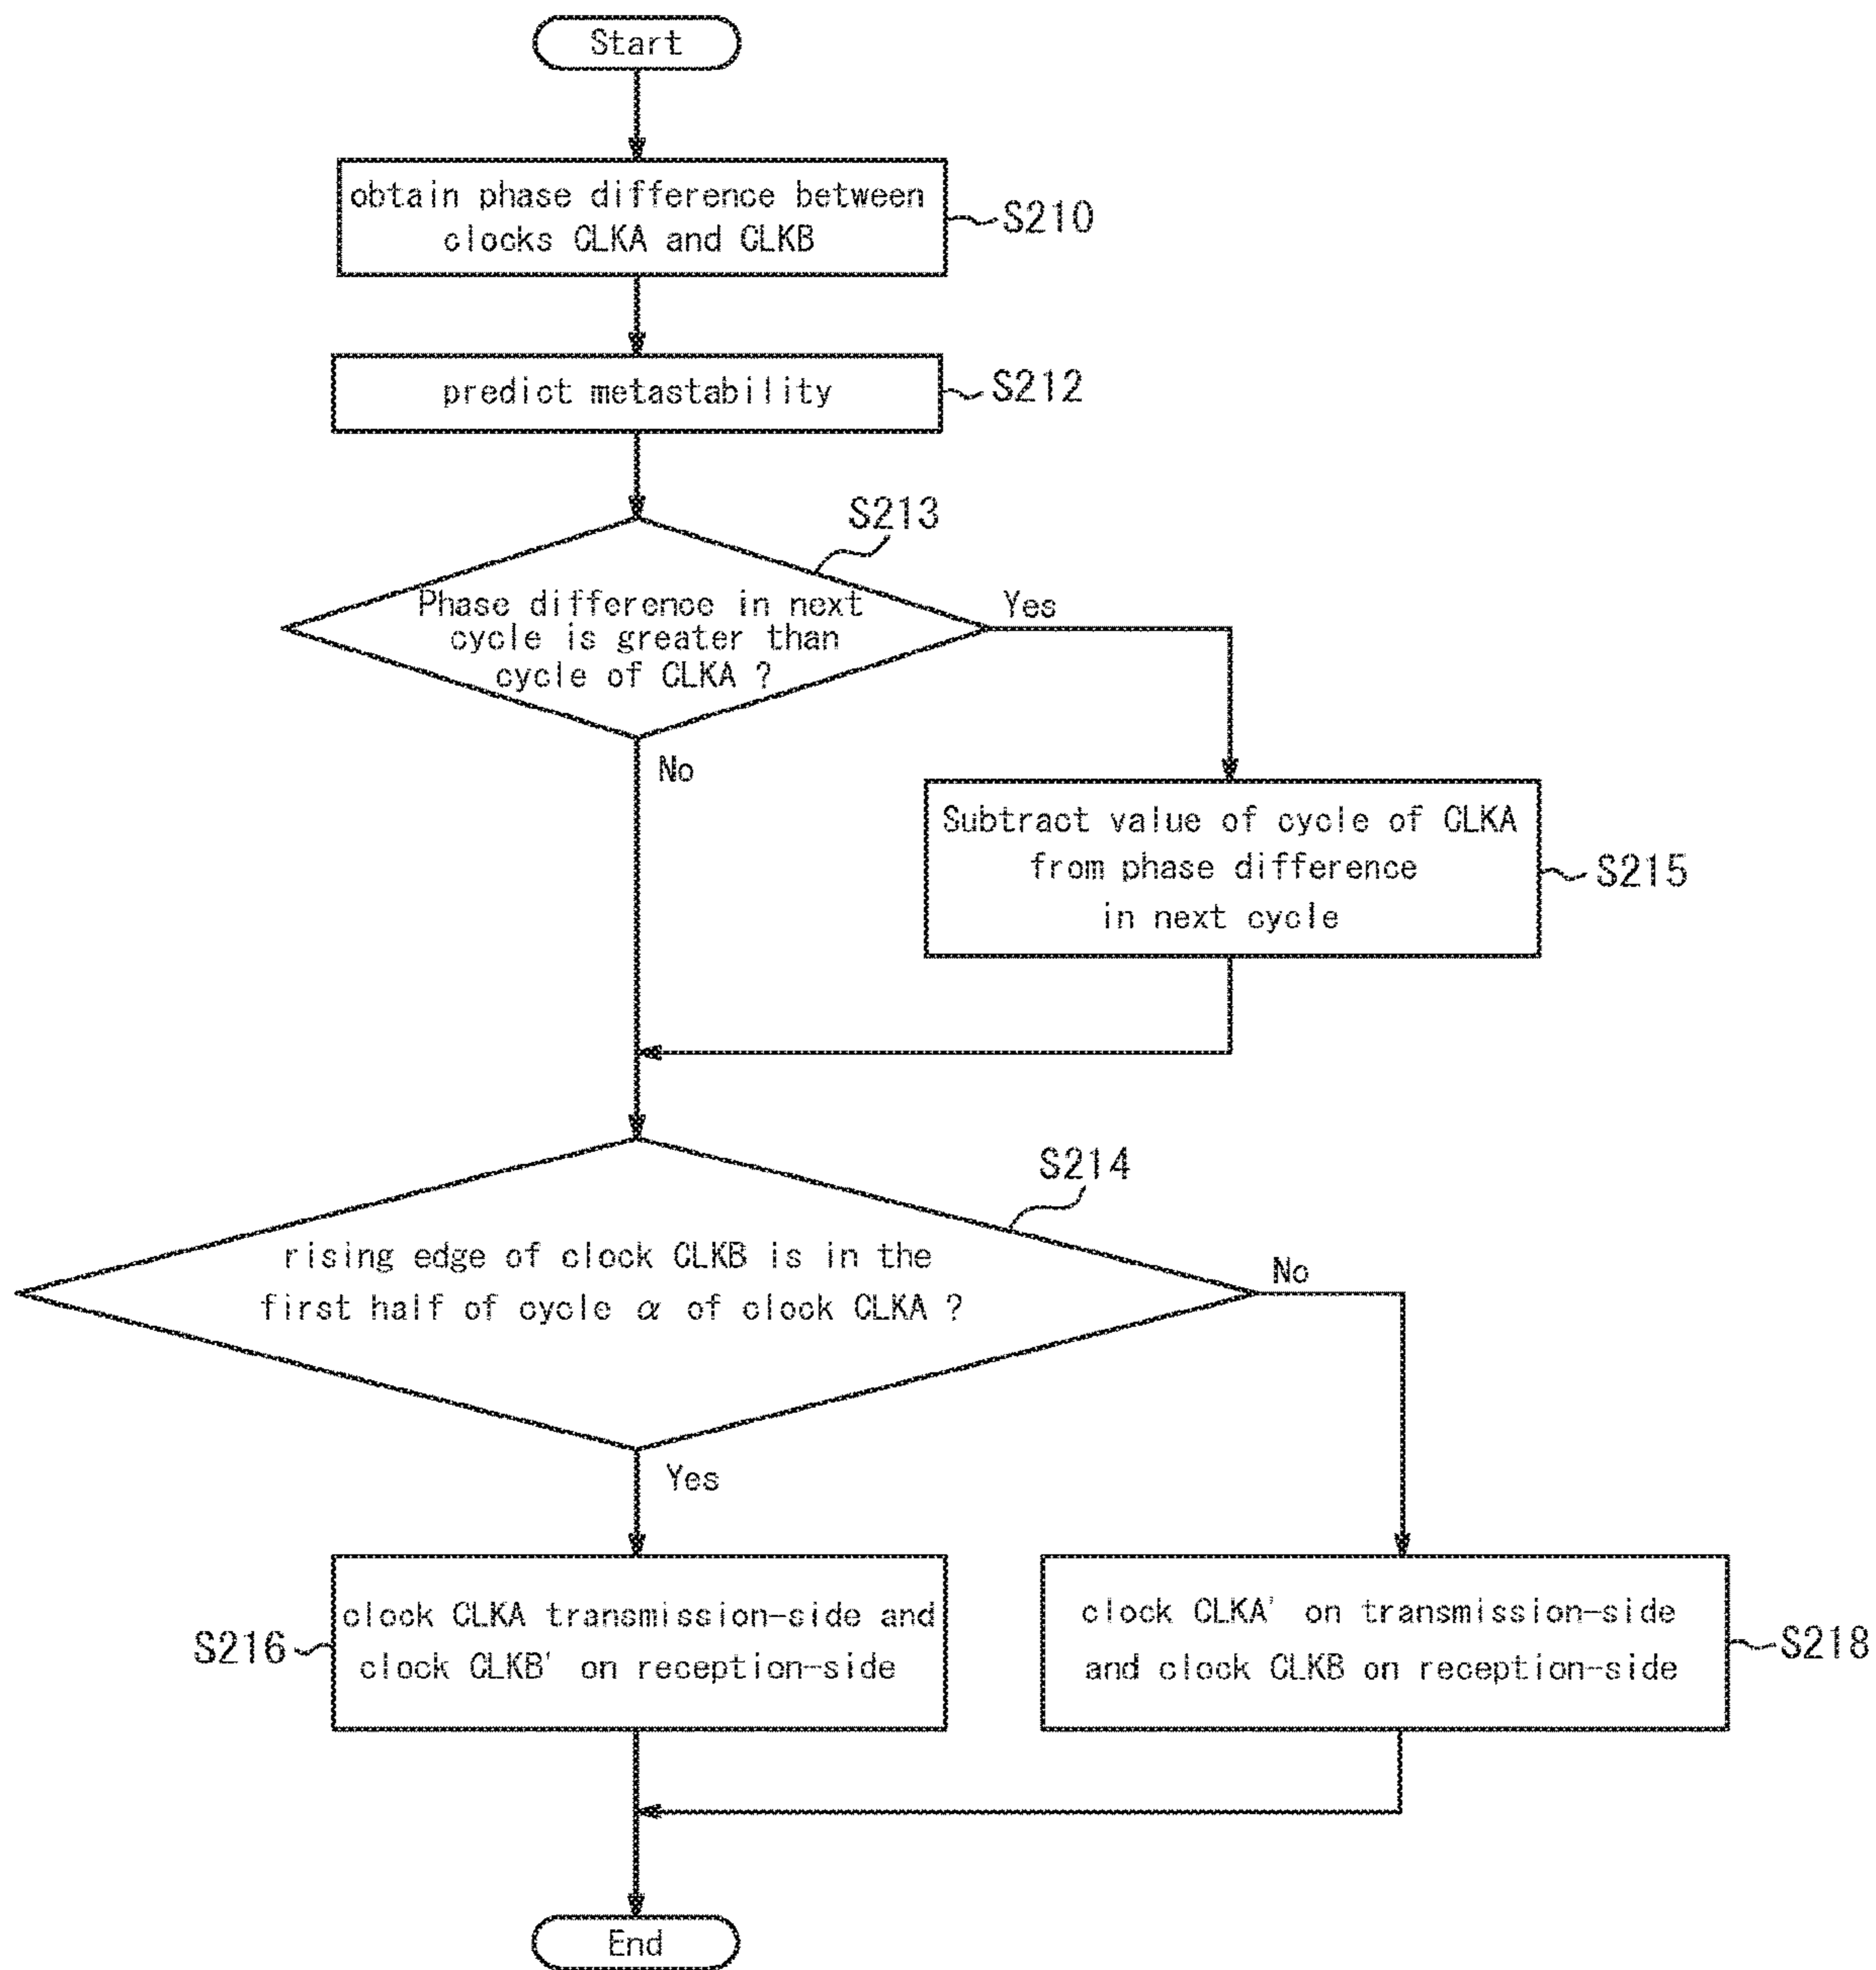 Start
obtain phase difference between
clocks CLKA and CLKB
S210
predict metastability
S212
S213
Phase difference in next
cycle is greater than
cycle of CLKA ?
Yes
No
Subtract value of cycle of CLKA
from phase difference
in next cycle
S215
S214
rising edge of clock CLKB is in the
first half of cycle α of clock CLKA ?
No
Yes
clock CLKA transmission-side and
clock CLKB' on reception-side
S216
clock CLKA' on transmission-side
and clock CLKB on reception-side
S218
End